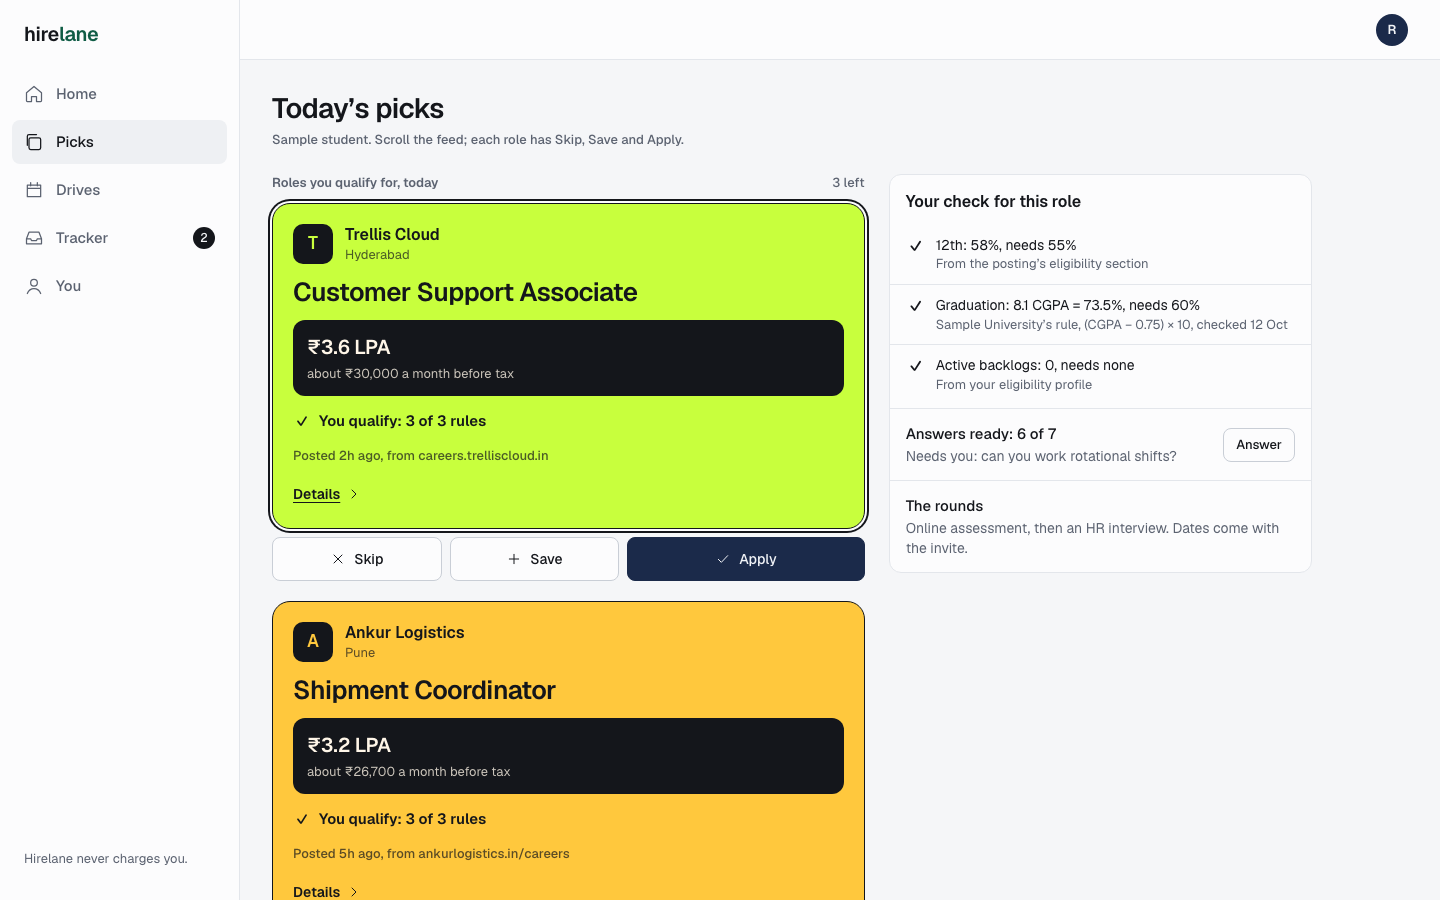 hirelane
Home
Picks
Drives
Tracker
2
You
Hirelane never charges you.
R
Today’s picks
Sample student. Scroll the feed; each role has Skip, Save and Apply.
Roles you qualify for, today
3 left
T
Trellis Cloud
Hyderabad
Customer Support Associate
₹3.6 LPA
about ₹30,000 a month before tax
You qualify: 3 of 3 rules
Posted 2h ago, from careers.trelliscloud.in
Details
Skip
Save
Apply
A
Ankur Logistics
Pune
Shipment Coordinator
₹3.2 LPA
about ₹26,700 a month before tax
You qualify: 3 of 3 rules
Posted 5h ago, from ankurlogistics.in/careers
Details
Your check for this role
12th: 58%, needs 55%
From the posting’s eligibility section
Graduation: 8.1 CGPA = 73.5%, needs 60%
Sample University’s rule, (CGPA − 0.75) × 10, checked 12 Oct
Active backlogs: 0, needs none
From your eligibility profile
Answers ready: 6 of 7
Needs you: can you work rotational shifts?
Answer
The rounds
Online assessment, then an HR interview. Dates come with
the invite.